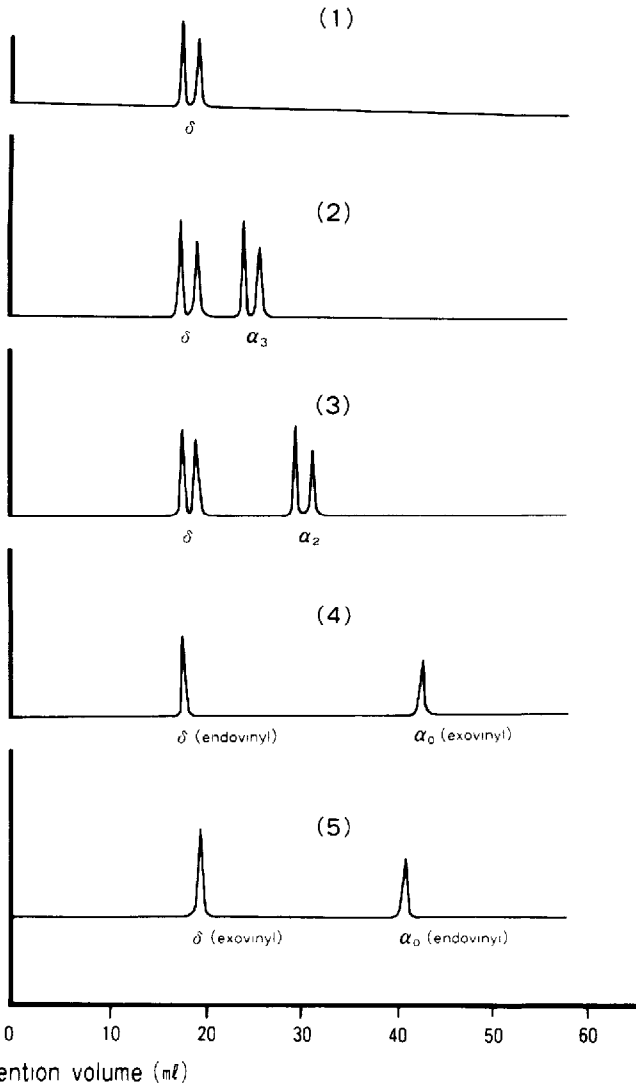 (1)
δ
(2)
δ α₃
(3)
δ α₂
(4)
δ (endovinyl) α₀ (exovinyl)
(5)
δ (exovinyl) α₀ (endovinyl)
0 10 20 30 40 50 60
ention volume (ml)